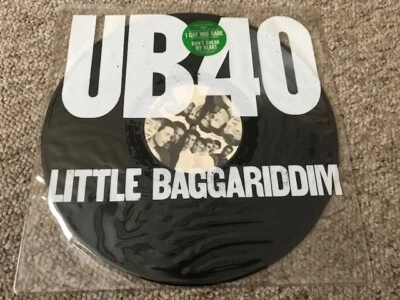 UB40
I GOT YOU BABE
DON'T BREAK
MY HEART
LITTLE BAGGARIDDIM